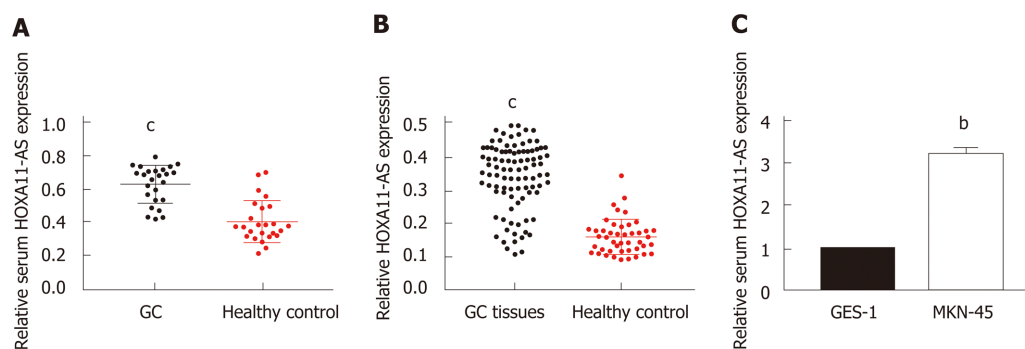 A
Relative serum HOXA11-AS expression
1.0
0.8
0.6
0.4
0.2
0.0
c
GC
Healthy control
B
Relative HOXA11-AS expression
0.5
0.4
0.3
0.2
0.1
0.0
c
GC tissues
Healthy control
C
Relative serum HOXA11-AS expression
4
3
2
1
0
b
GES-1
MKN-45